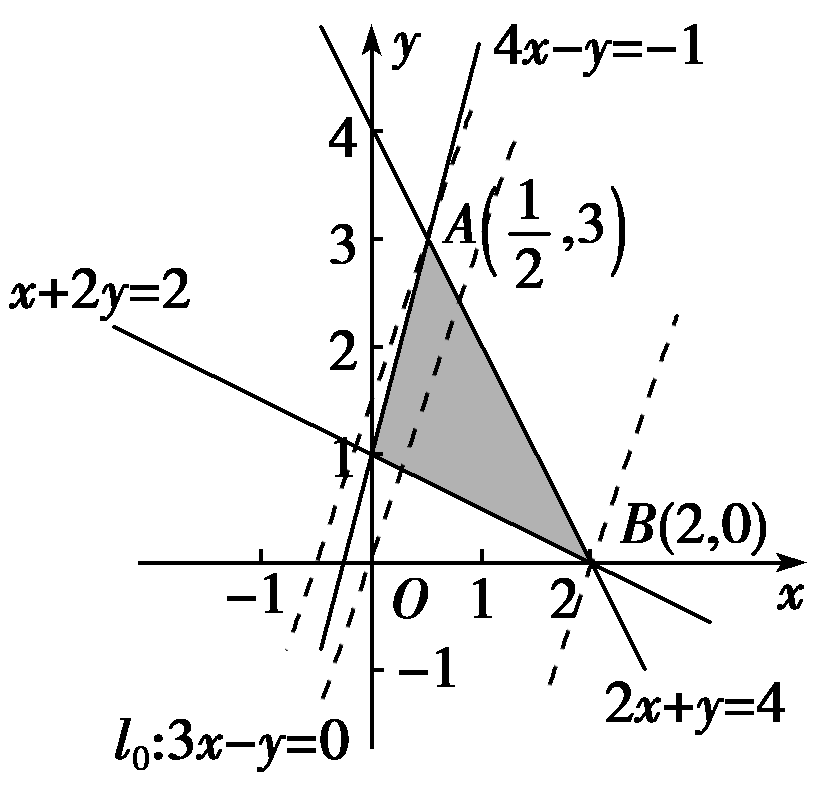 y
4x−y=−1
4
A(1/2,3)
3
x+2y=2
2
1
B(2,0)
−1
O
1
2
x
−1
2x+y=4
l₀:3x−y=0